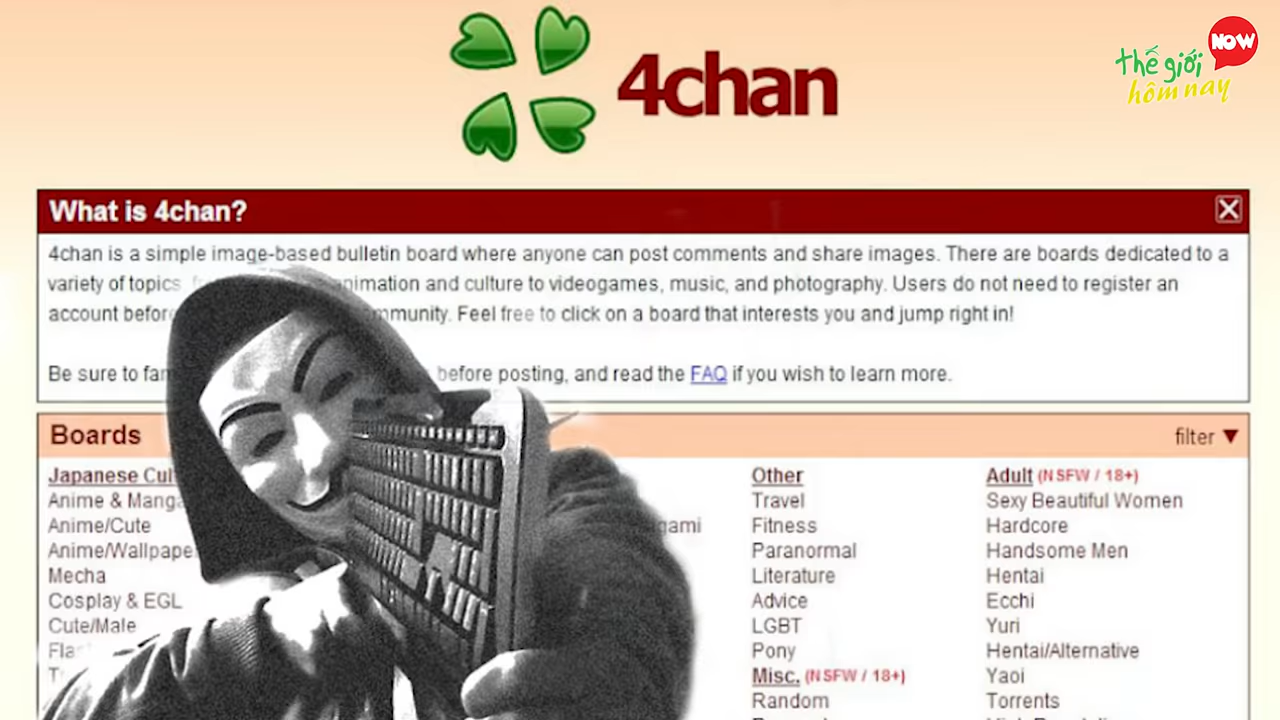 4chan
thế giới
NOW
hôm nay
What is 4chan?
4chan is a simple image-based bulletin board where anyone can post comments and share images. There are boards dedicated to a
variety of topics, animation and culture to videogames, music, and photography. Users do not need to register an
account before community. Feel free to click on a board that interests you and jump right in!
Be sure to before posting, and read the FAQ if you wish to learn more.
Boards
filter ▼
Japanese
Other
Adult (NSFW / 18+)
Anime & Manga
Travel
Sexy Beautiful Women
Anime/Cute
Fitness
Hardcore
Anime/Wallpape
Paranormal
Handsome Men
Mecha
Literature
Hentai
Cosplay & EGL
Advice
Ecchi
Cute/Male
LGBT
Yuri
Pony
Hentai/Alternative
Misc. (NSFW / 18+)
Yaoi
Random
Torrents